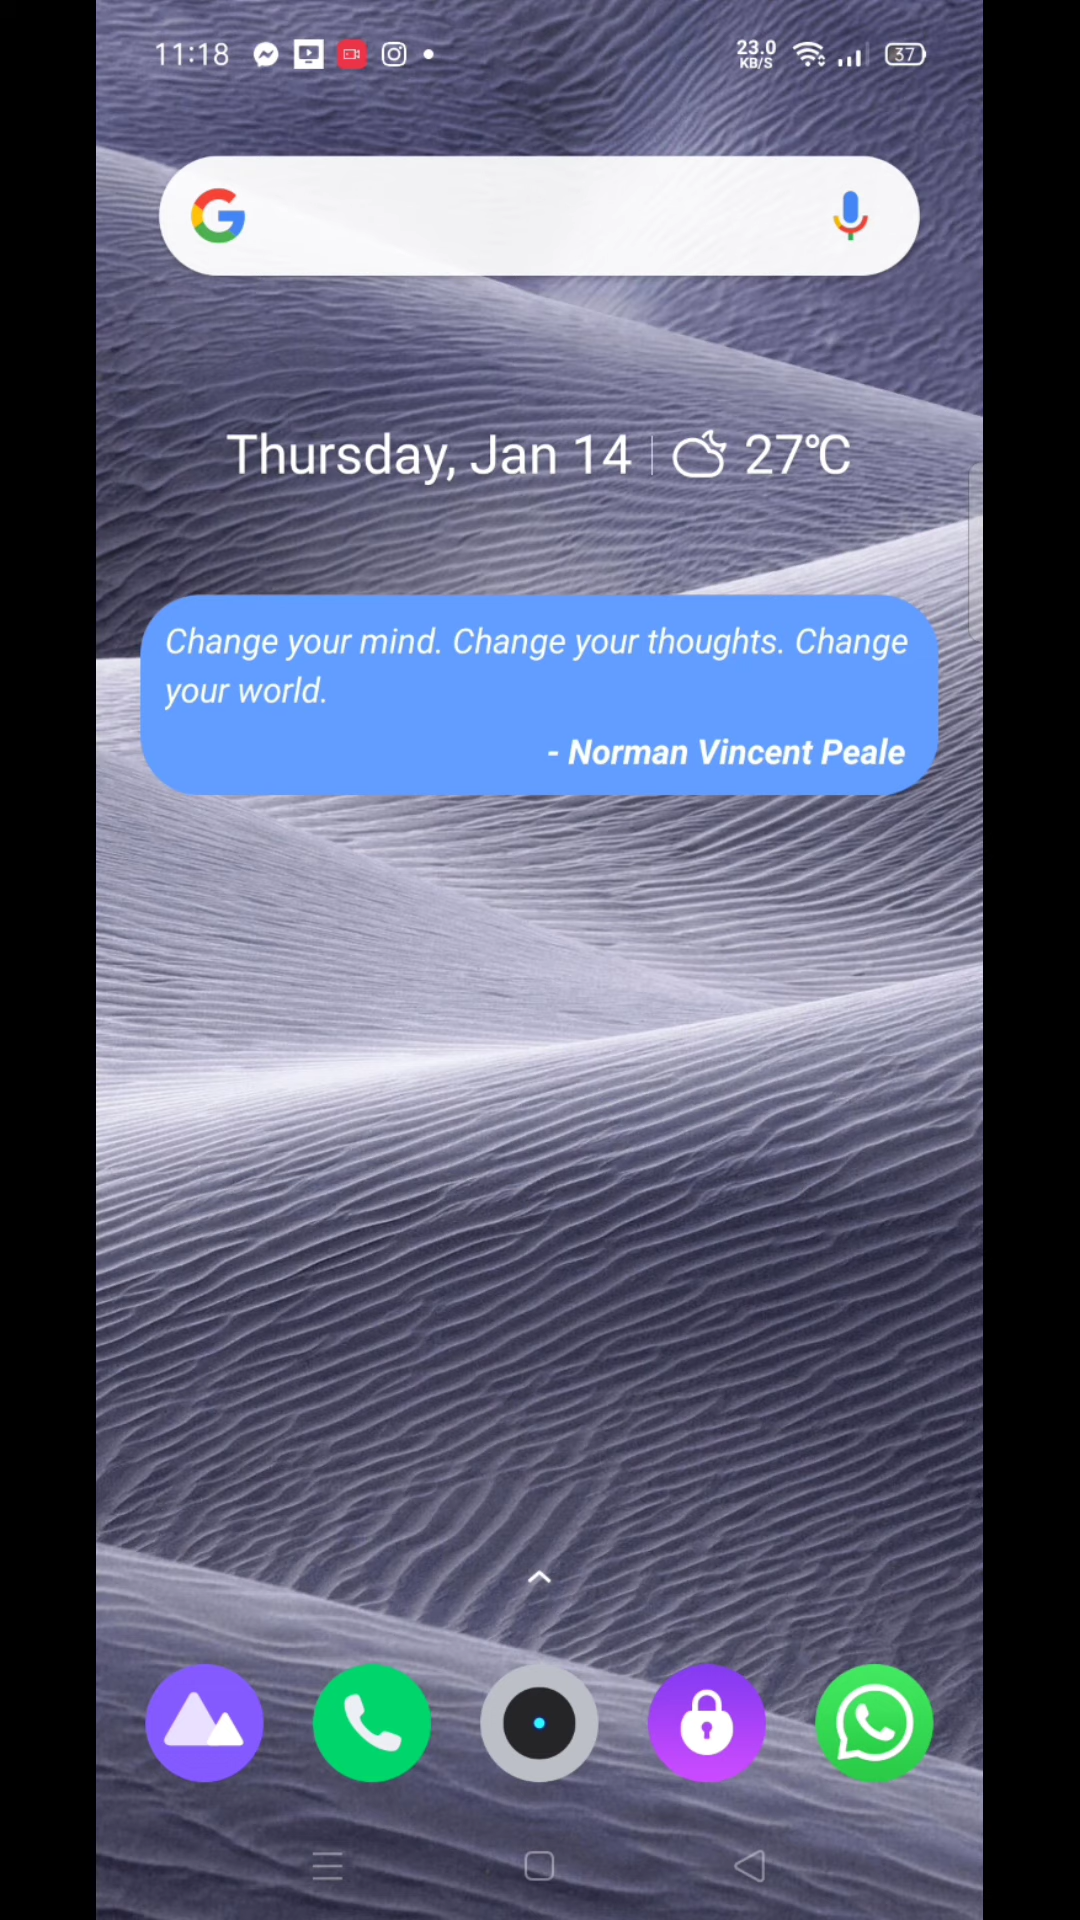 11:18
23.0
KB/S
37
Thursday, Jan 14
27℃
Change your mind. Change your thoughts. Change
your world.
- Norman Vincent Peale